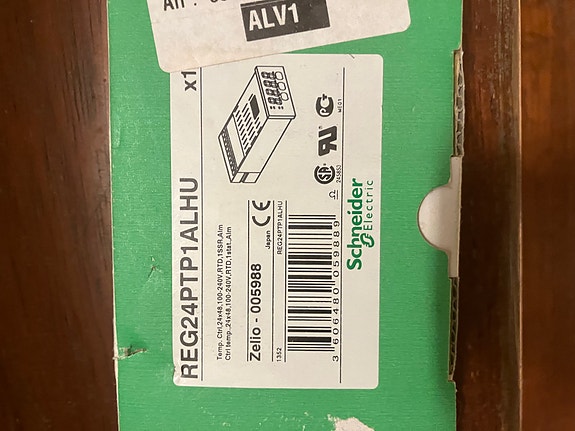 ALV1
REG24PTP1ALHU
x1
Temp. Ctrl,24x48,100-240V,RTD,1SSR,Alm
Ctrl temp.,24x48,100-240V,RTD,1stat,Alm
Zelio - 005988
CE
Japan
REG24PTP1ALHU
1352
3 606480 059889
Schneider
Electric